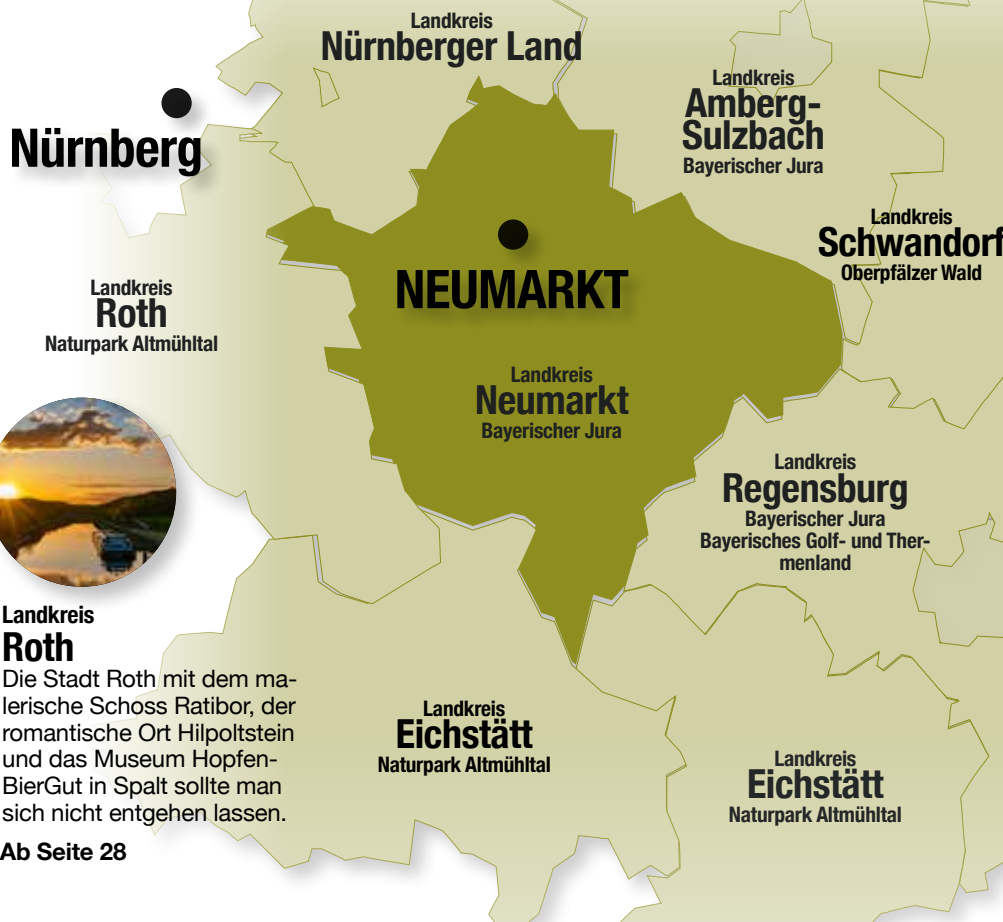 Landkreis
Nürnberger Land
Landkreis
Amberg-
Sulzbach
Bayerischer Jura
Nürnberg
Landkreis
Schwandorf
Oberpfälzer Wald
NEUMARKT
Landkreis
Roth
Naturpark Altmühltal
Landkreis
Neumarkt
Bayerischer Jura
Landkreis
Regensburg
Bayerischer Jura
Bayerisches Golf- und Ther-
menland
Landkreis
Roth
Die Stadt Roth mit dem ma-
lerische Schoss Ratibor, der
romantische Ort Hilpoltstein
und das Museum Hopfen-
BierGut in Spalt sollte man
sich nicht entgehen lassen.
Ab Seite 28
Landkreis
Eichstätt
Naturpark Altmühltal
Landkreis
Eichstätt
Naturpark Altmühltal